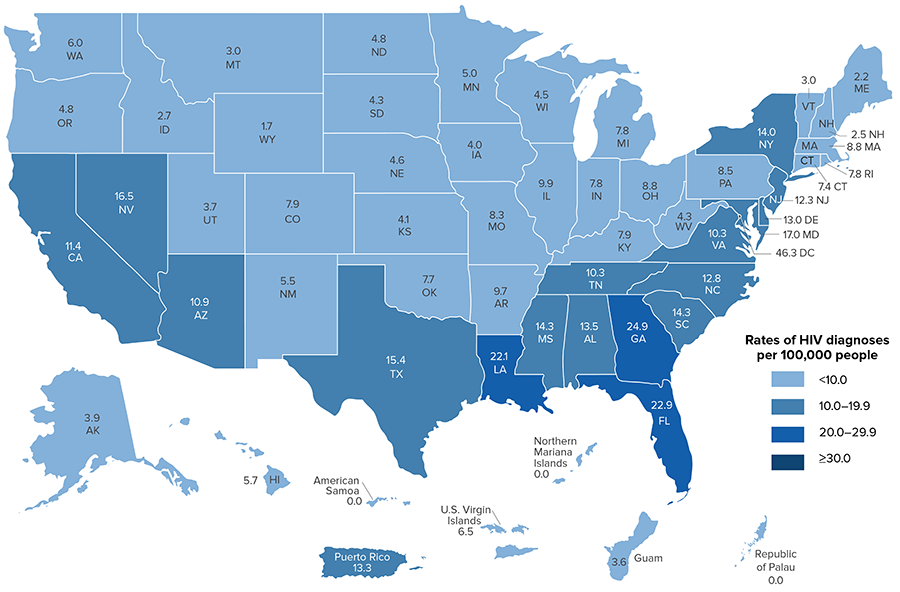 6.0
WA
3.0
MT
4.8
ND
5.0
MN
4.5
WI
7.8
MI
3.0
VT
2.2
ME
NH
2.5 NH
MA
8.8 MA
CT
7.8 RI
7.4 CT
14.0
NY
4.8
OR
2.7
ID
1.7
WY
4.3
SD
4.0
IA
4.6
NE
9.9
IL
7.8
IN
8.8
OH
8.5
PA
NJ
12.3 NJ
13.0 DE
17.0 MD
46.3 DC
16.5
NV
3.7
UT
7.9
CO
4.1
KS
8.3
MO
7.9
KY
4.3
WV
10.3
VA
11.4
CA
10.9
AZ
5.5
NM
7.7
OK
9.7
AR
10.3
TN
12.8
NC
14.3
SC
15.4
TX
22.1
LA
14.3
MS
13.5
AL
24.9
GA
22.9
FL
Rates of HIV diagnoses
per 100,000 people
<10.0
10.0–19.9
20.0–29.9
≥30.0
3.9
AK
5.7
HI
American
Samoa
0.0
Northern
Mariana
Islands
0.0
U.S. Virgin
Islands
6.5
Puerto Rico
13.3
3.6
Guam
Republic
of Palau
0.0